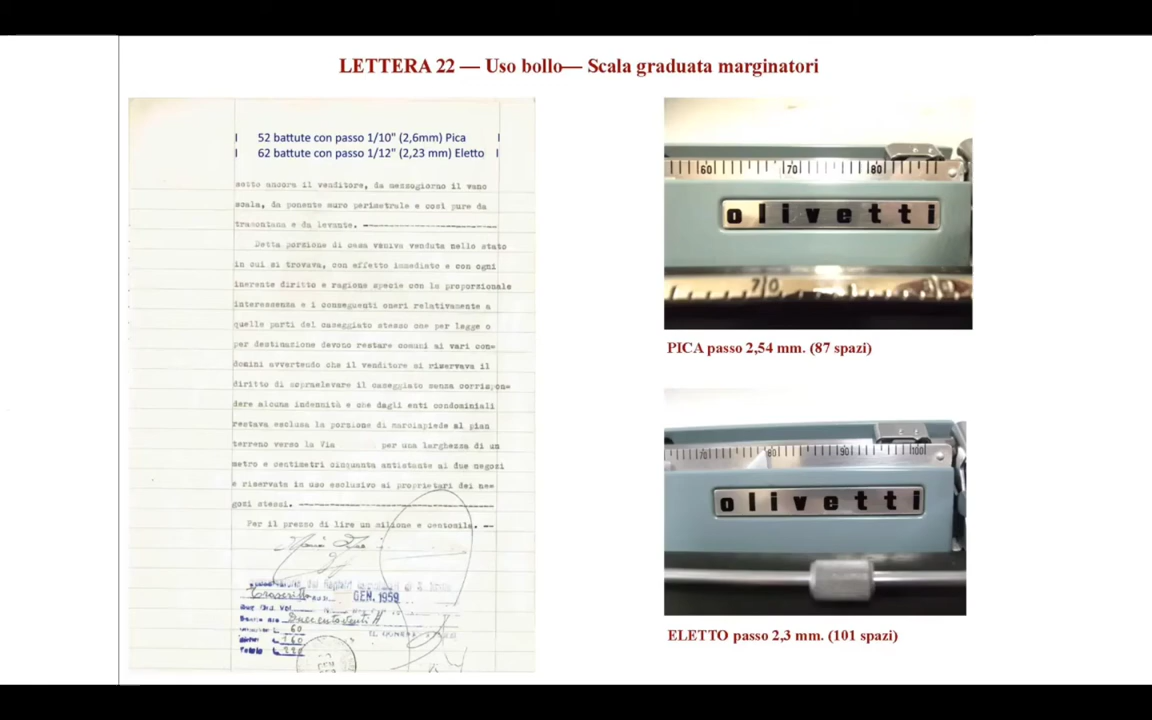 LETTERA 22 — Uso bollo— Scala graduata marginatori
52 battute con passo 1/10" (2,6mm) Pica
62 battute con passo 1/12" (2,23 mm) Eletto
sotto ancora il venditore, da mezzogiorno il vano
scala, da ponente muro perimetrale e così pure da
tramontana e da levante.
Detta porzione di casa veniva venduta nello stato
in cui si trovava, con effetto immediato e con ogni
inerente diritto e ragione specie con la proporzionale
interessenza e i conseguenti oneri relativamente a
quelle parti del caseggiato stesso che per legge o
per destinazione devono restare comuni ai vari con=
domini avvertendo che il venditore si riservava il
diritto di sopraelevare il caseggiato senza corrispon=
dere alcuna indennità e che dagli enti condominiali
restava esclusa la porzione di marciapiede al pian
terreno verso la Via per una larghezza di un
metro e centimetri cinquanta antistante ai due negozi
e riservata in uso esclusivo ai proprietari dei ne=
gozi stessi.
Per il prezzo di lire un milione e centomila. --
GEN. 1959
60
160
Totale L. 220
60 70 80
olivetti
70
PICA passo 2,54 mm. (87 spazi)
70 80 90 100
olivetti
ELETTO passo 2,3 mm. (101 spazi)